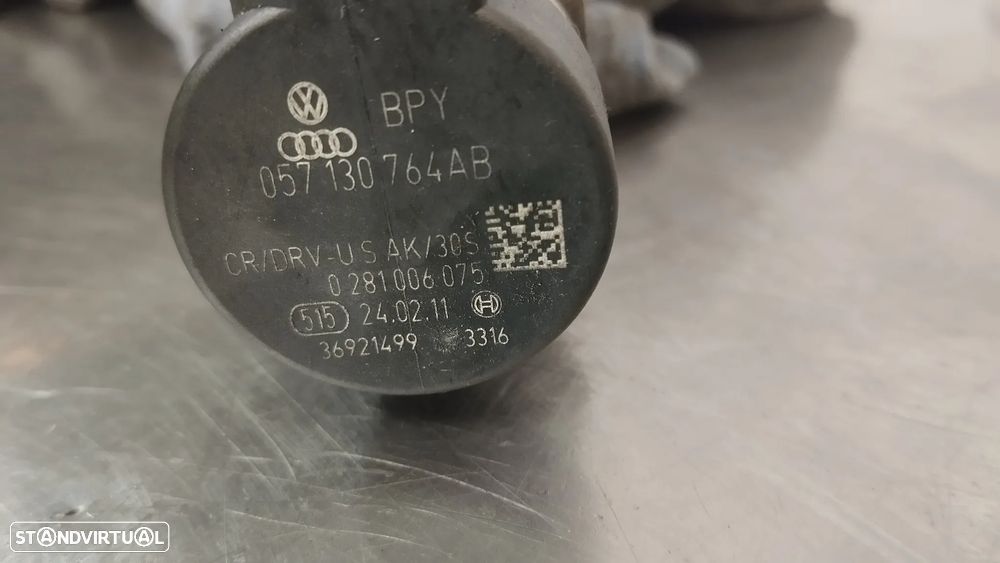 BPY
057 130 764AB
CR/DRV-U S AK/30S
0 281 006 075
515 24.02.11
36921499 3316
STANDVIRTUAL